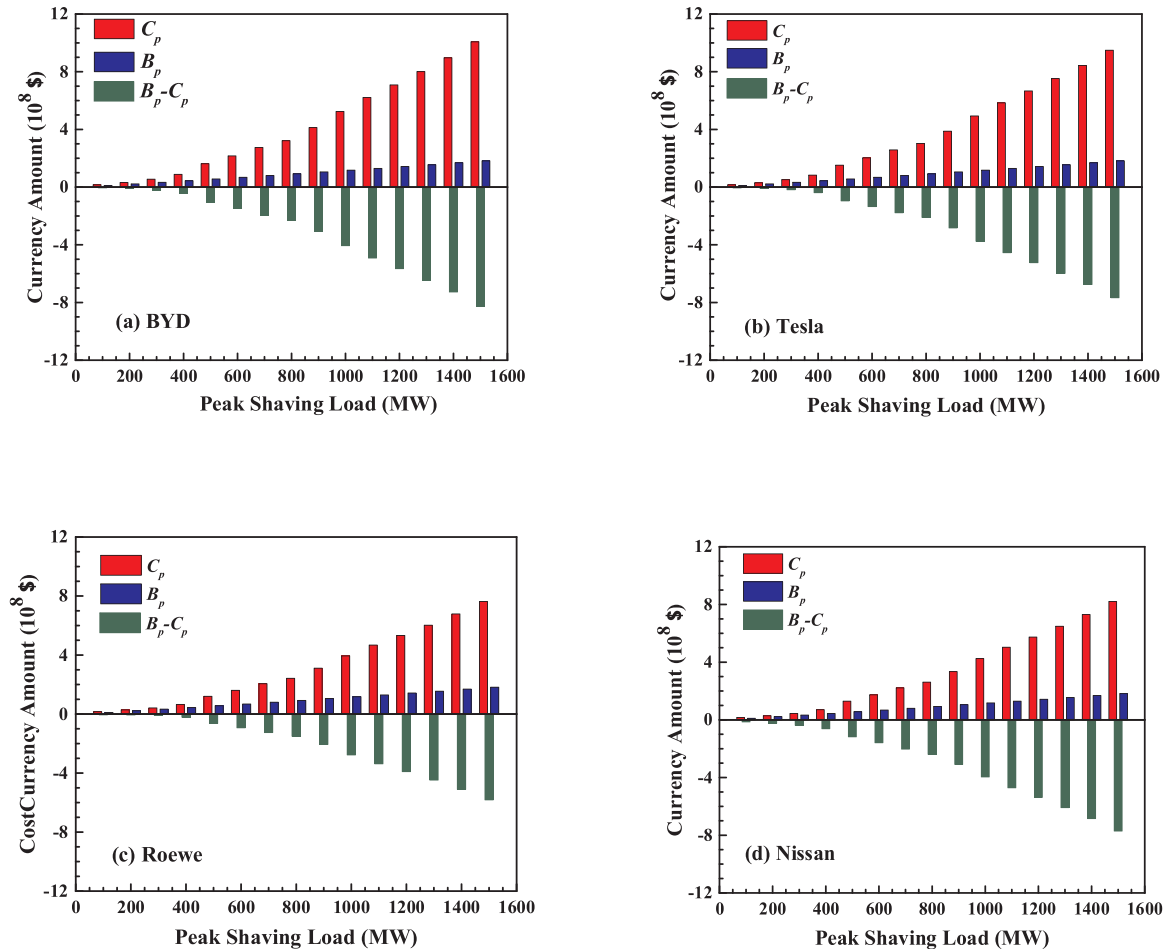 12
8
4
0
-4
-8
-12
Currency Amount (10^8 $)
C_p
B_p
B_p-C_p
(a) BYD
0 200 400 600 800 1000 1200 1400 1600
Peak Shaving Load (MW)
12
8
4
0
-4
-8
-12
Currency Amount (10^8 $)
C_p
B_p
B_p-C_p
(b) Tesla
0 200 400 600 800 1000 1200 1400 1600
Peak Shaving Load (MW)
12
8
4
0
-4
-8
-12
CostCurrency Amount (10^8 $)
C_p
B_p
B_p-C_p
(c) Roewe
0 200 400 600 800 1000 1200 1400 1600
Peak Shaving Load (MW)
12
8
4
0
-4
-8
-12
Currency Amount (10^8 $)
C_p
B_p
B_p-C_p
(d) Nissan
0 200 400 600 800 1000 1200 1400 1600
Peak Shaving Load (MW)